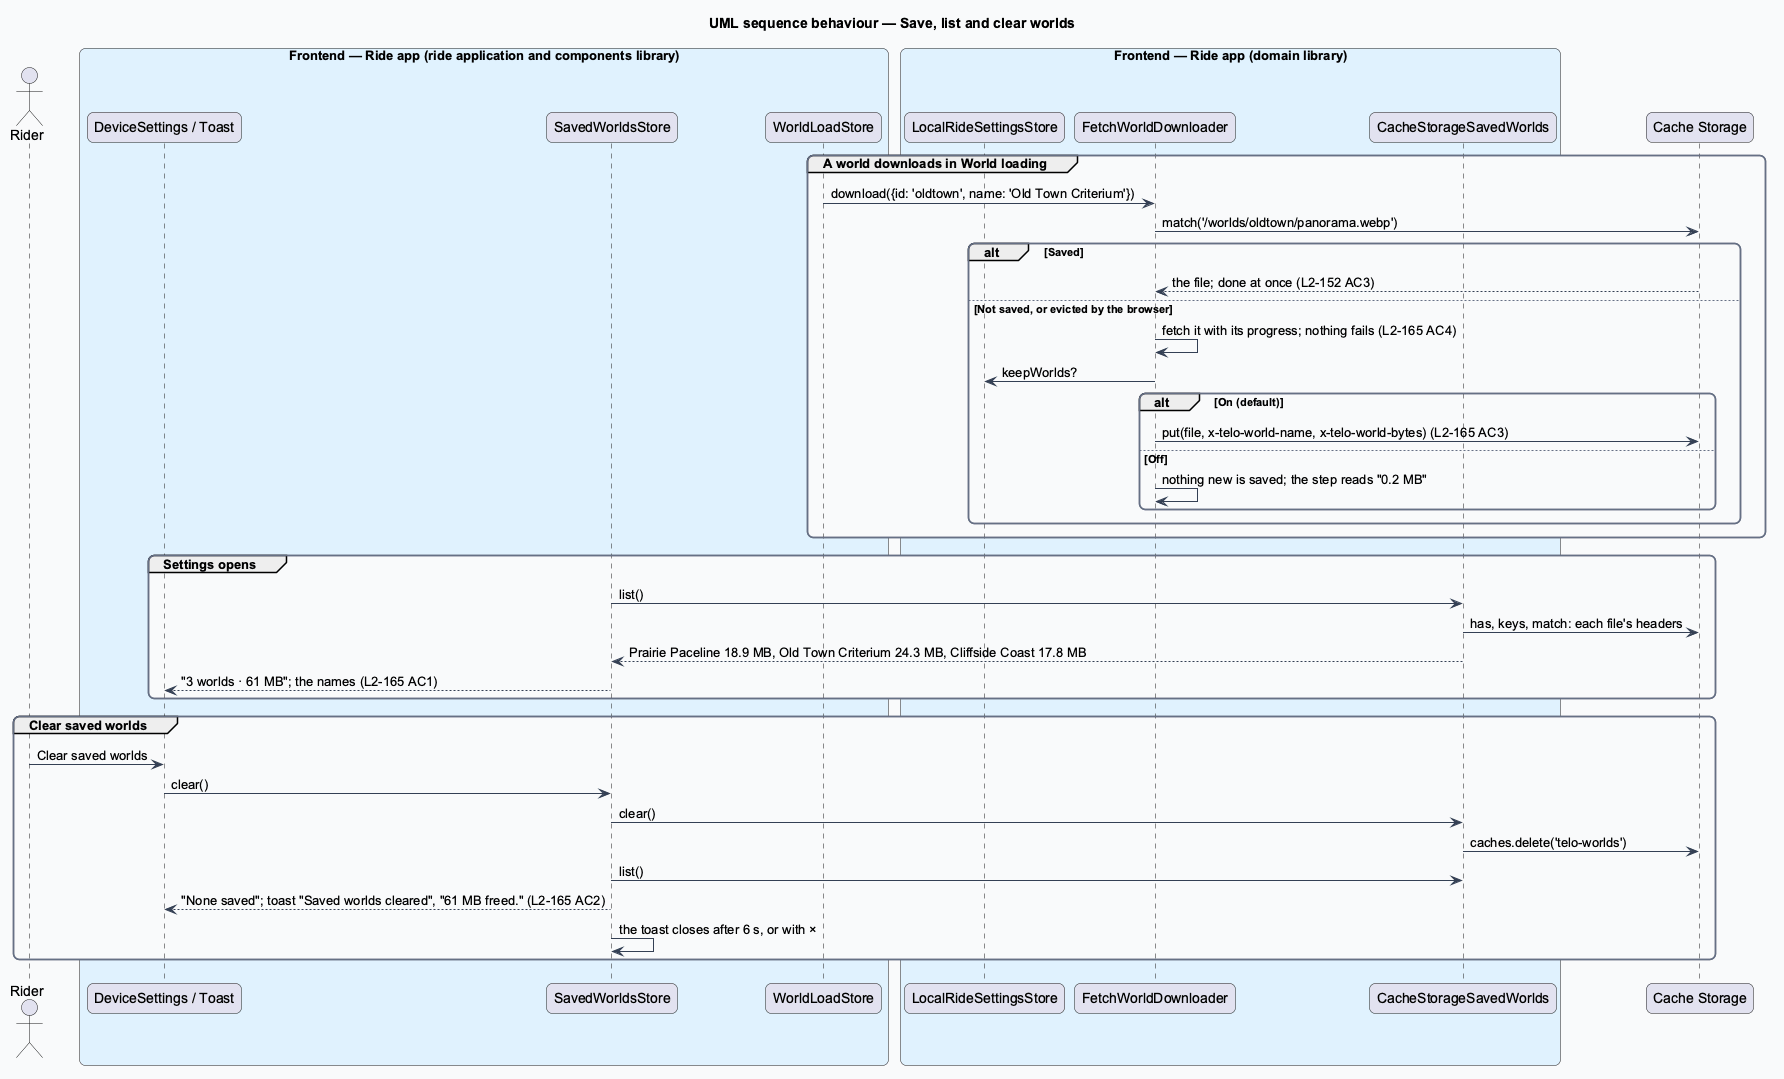 UML sequence behaviour — Save, list and clear worlds
Frontend — Ride app (ride application and components library)
Frontend — Ride app (domain library)
Rider
DeviceSettings / Toast
SavedWorldsStore
WorldLoadStore
LocalRideSettingsStore
FetchWorldDownloader
CacheStorageSavedWorlds
Cache Storage
A world downloads in World loading
download({id: 'oldtown', name: 'Old Town Criterium'})
match('/worlds/oldtown/panorama.webp')
alt
[Saved]
the file; done at once (L2-152 AC3)
[Not saved, or evicted by the browser]
fetch it with its progress; nothing fails (L2-165 AC4)
keepWorlds?
alt
[On (default)]
put(file, x-telo-world-name, x-telo-world-bytes) (L2-165 AC3)
[Off]
nothing new is saved; the step reads "0.2 MB"
Settings opens
list()
has, keys, match: each file's headers
Prairie Paceline 18.9 MB, Old Town Criterium 24.3 MB, Cliffside Coast 17.8 MB
"3 worlds · 61 MB"; the names (L2-165 AC1)
Clear saved worlds
Clear saved worlds
clear()
clear()
caches.delete('telo-worlds')
list()
"None saved"; toast "Saved worlds cleared", "61 MB freed." (L2-165 AC2)
the toast closes after 6 s, or with ×
Rider
DeviceSettings / Toast
SavedWorldsStore
WorldLoadStore
LocalRideSettingsStore
FetchWorldDownloader
CacheStorageSavedWorlds
Cache Storage